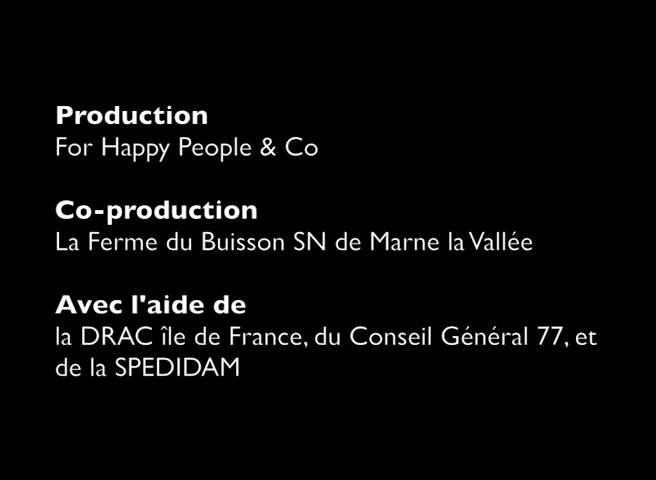 Production
For Happy People & Co
Co-production
La Ferme du Buisson SN de Marne la Vallée
Avec l'aide de
la DRAC île de France, du Conseil Général 77, et
de la SPEDIDAM